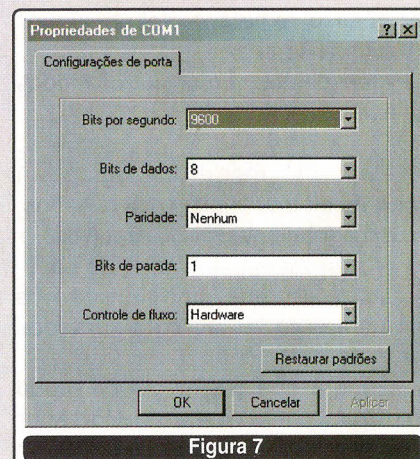 Propriedades de COM1
Configurações de porta
Bits por segundo: 9600
Bits de dados: 8
Paridade: Nenhum
Bits de parada: 1
Controle de fluxo: Hardware
Restaurar padrões
OK Cancelar Aplicar
Figura 7